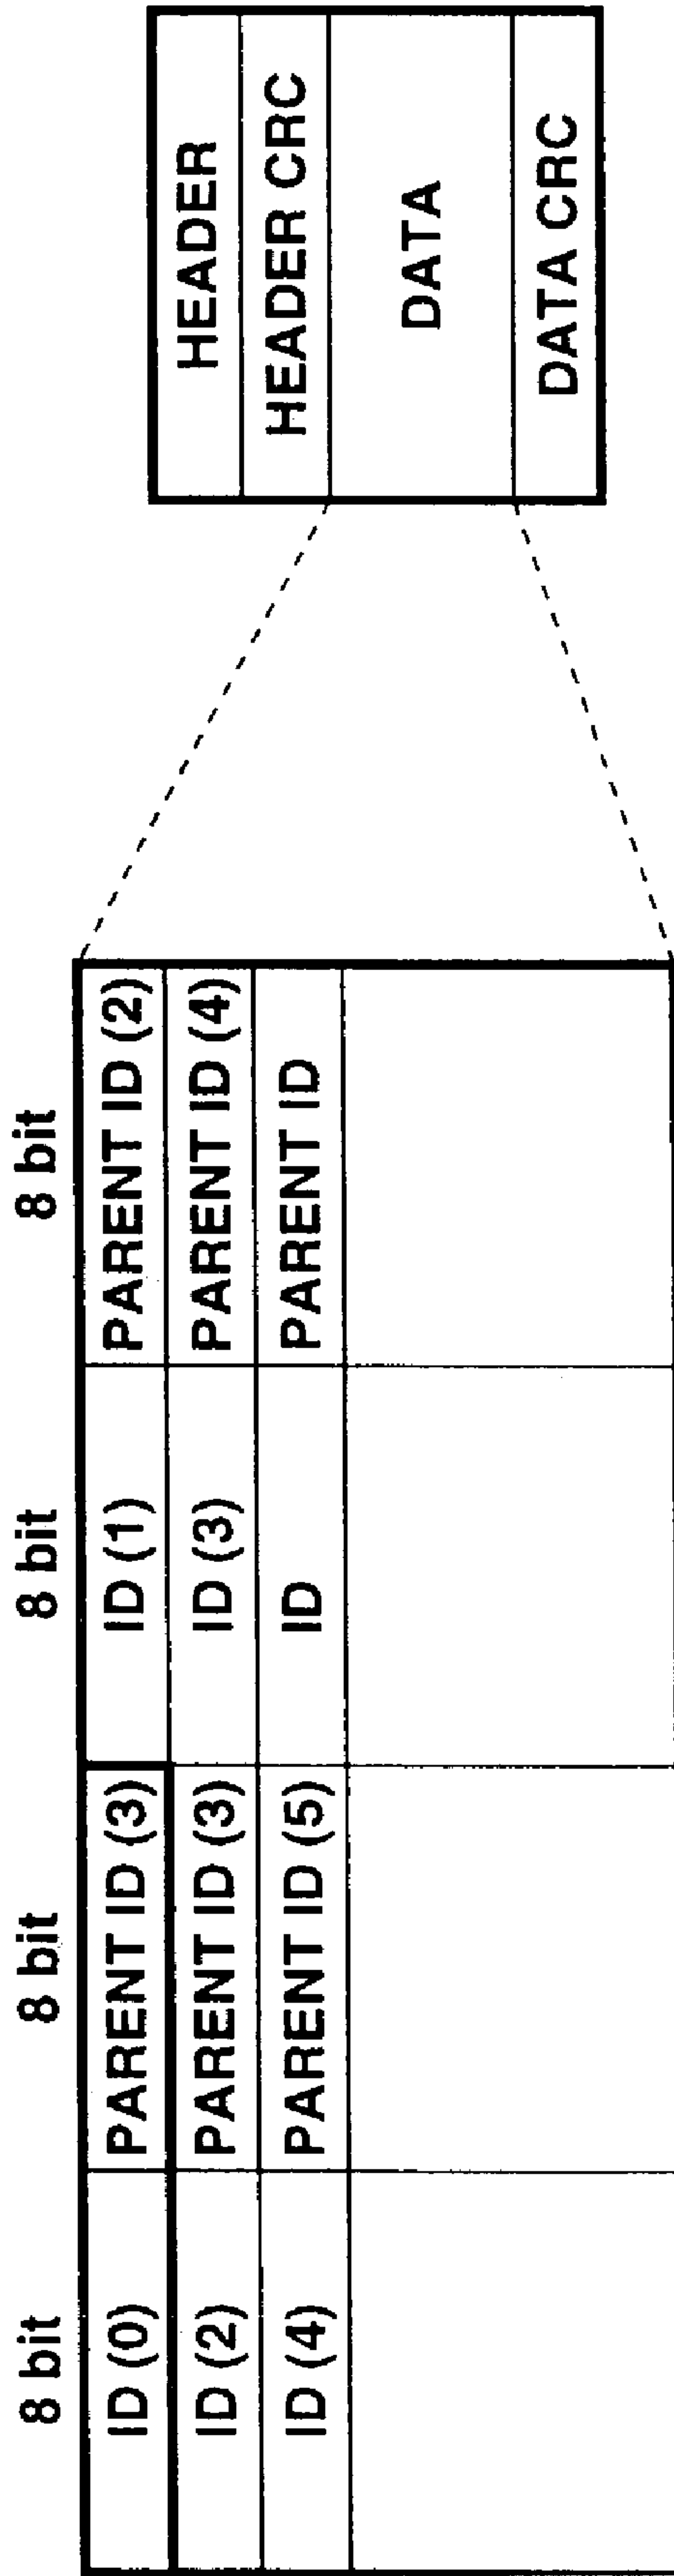 8 bit 8 bit 8 bit 8 bit
ID (0) PARENT ID (3) ID (1) PARENT ID (2)
ID (2) PARENT ID (3) ID (3) PARENT ID (4)
ID (4) PARENT ID (5) ID PARENT ID
HEADER
HEADER CRC
DATA
DATA CRC